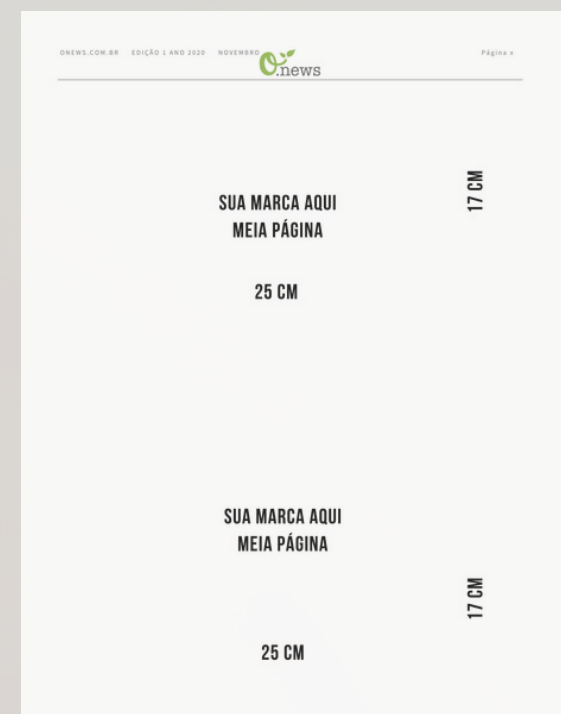 ONEWS.COM.BR EDIÇÃO 1 ANO 2020 NOVEMBRO
O.news
Página x
17 CM
SUA MARCA AQUI
MEIA PÁGINA
25 CM
SUA MARCA AQUI
MEIA PÁGINA
17 CM
25 CM